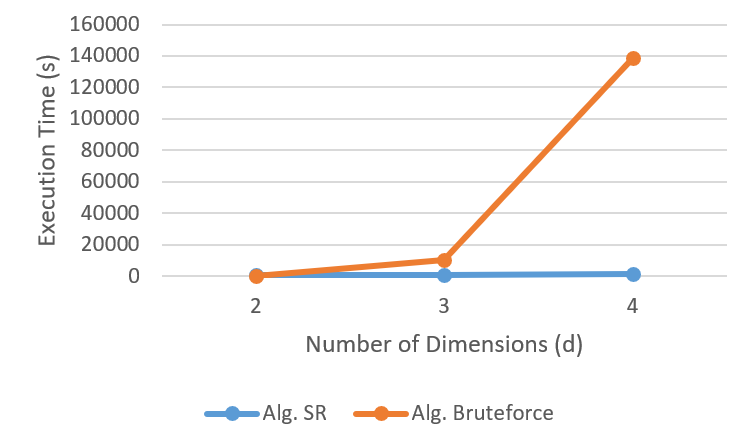 160000
140000
120000
100000
80000
60000
40000
20000
0
Execution Time (s)
2 3 4
Number of Dimensions (d)
Alg. SR Alg. Bruteforce